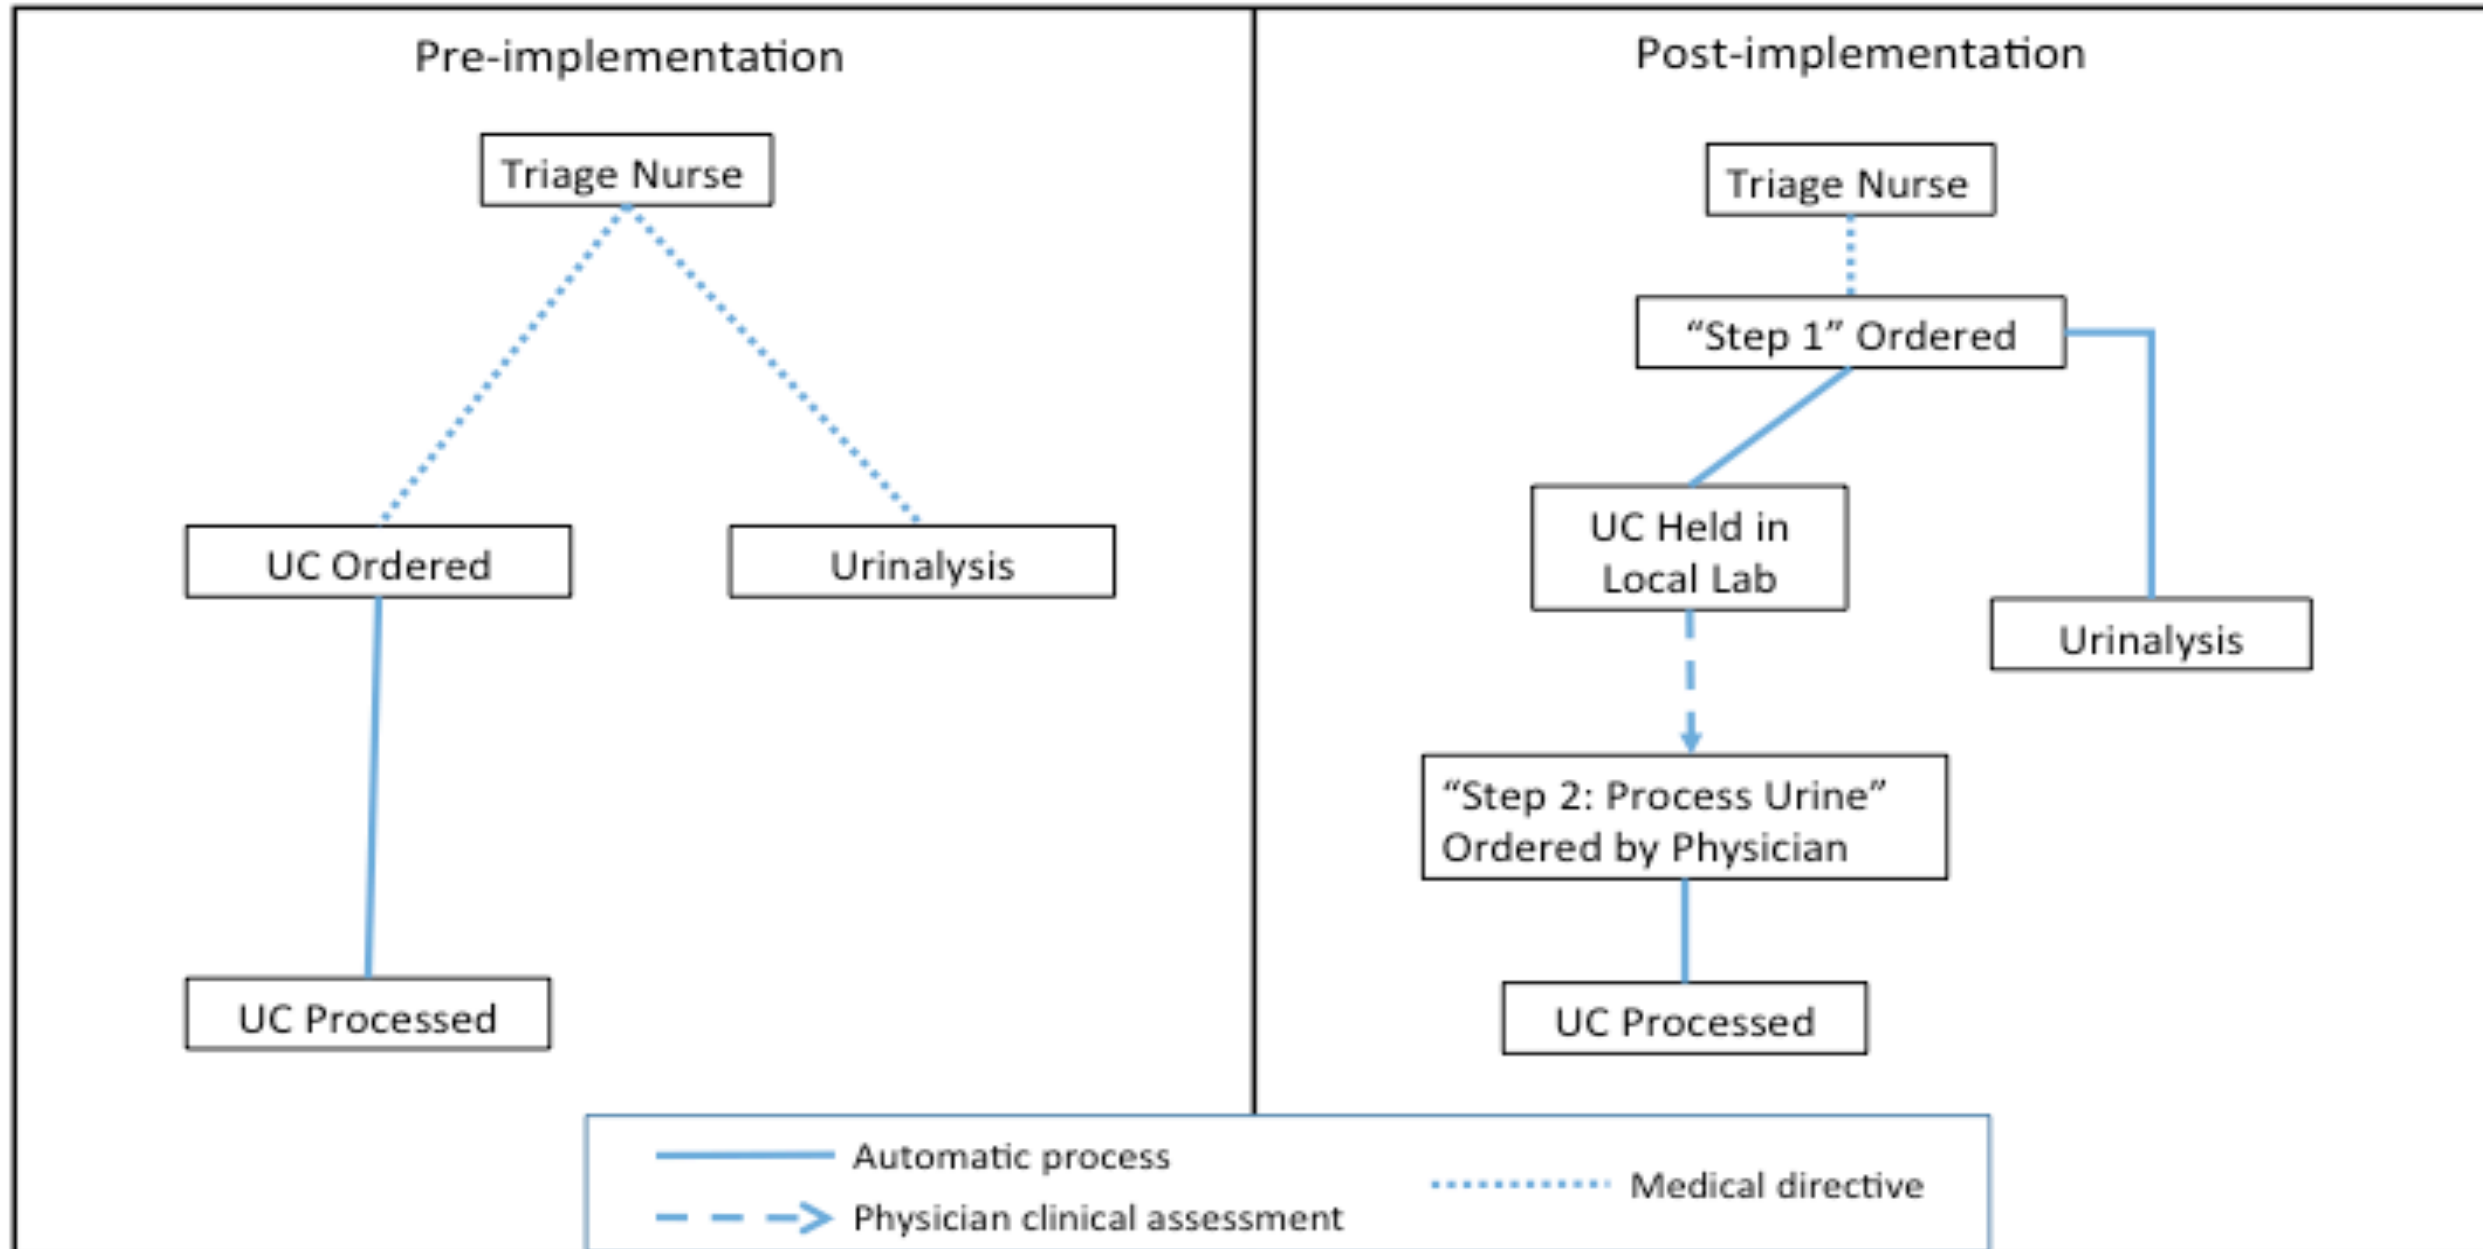 Pre-implementation
Triage Nurse
UC Ordered
Urinalysis
UC Processed
Post-implementation
Triage Nurse
“Step 1” Ordered
UC Held in
Local Lab
Urinalysis
“Step 2: Process Urine”
Ordered by Physician
UC Processed
Automatic process
Physician clinical assessment
Medical directive